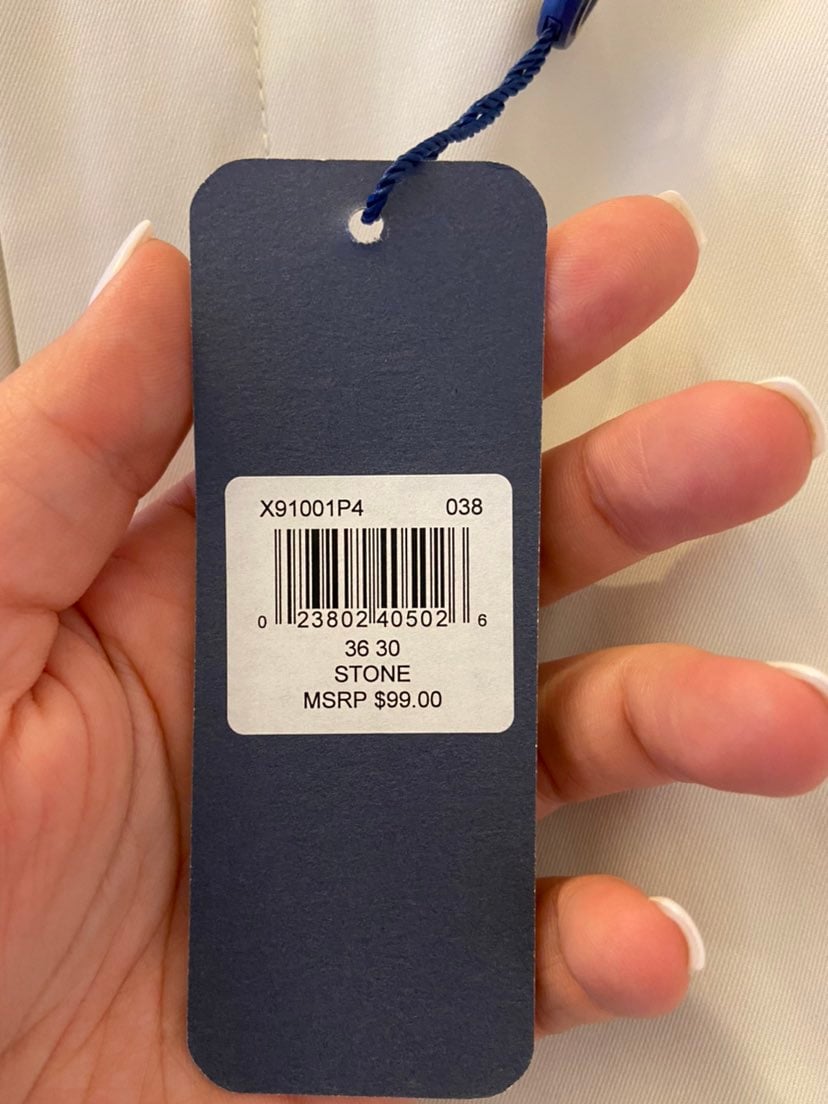 X91001P4 038
0 23802 40502 6
36 30
STONE
MSRP $99.00